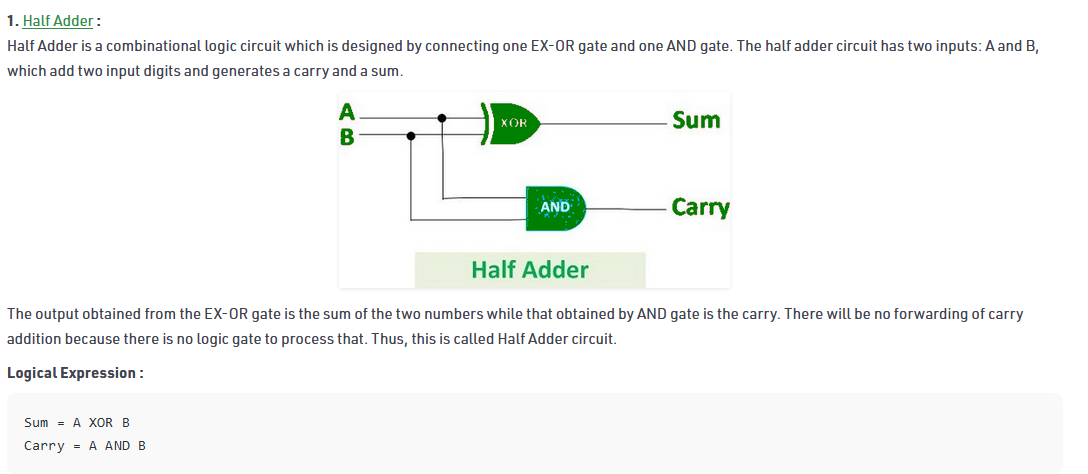 1. Half Adder :
Half Adder is a combinational logic circuit which is designed by connecting one EX-OR gate and one AND gate. The half adder circuit has two inputs: A and B,
which add two input digits and generates a carry and a sum.
A
B
XOR
Sum
AND
Carry
Half Adder
The output obtained from the EX-OR gate is the sum of the two numbers while that obtained by AND gate is the carry. There will be no forwarding of carry
addition because there is no logic gate to process that. Thus, this is called Half Adder circuit.
Logical Expression :
Sum = A XOR B
Carry = A AND B